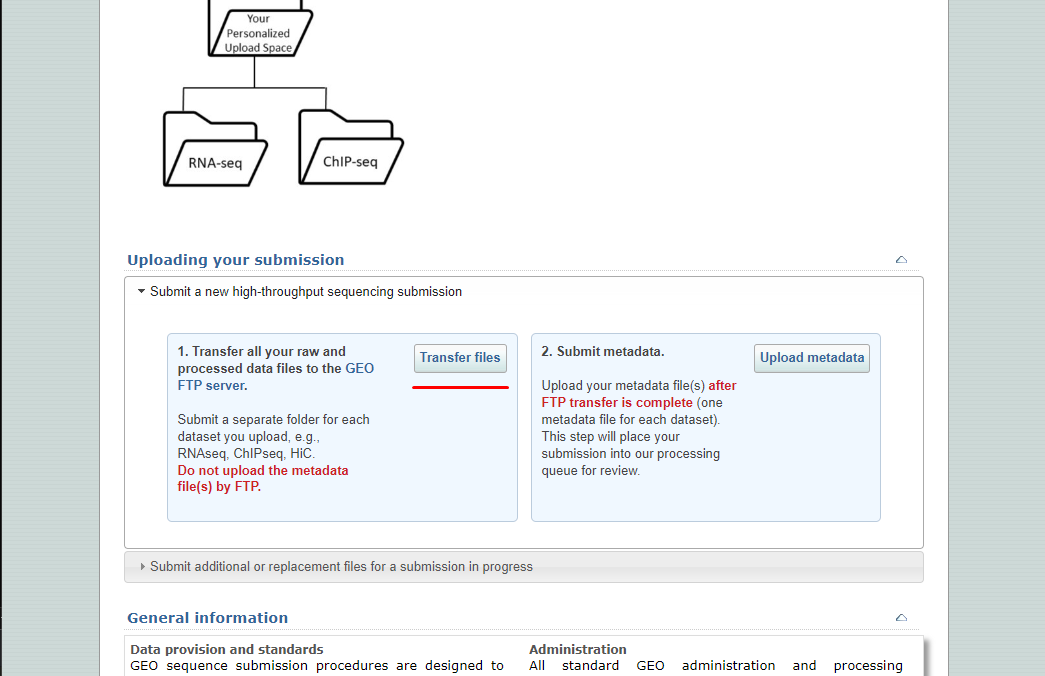 Your
Personalized
Upload Space
RNA-seq
ChIP-seq
Uploading your submission
Submit a new high-throughput sequencing submission
1. Transfer all your raw and
processed data files to the GEO
FTP server.
Transfer files
Submit a separate folder for each
dataset you upload, e.g.,
RNAseq, ChIPseq, HiC.
Do not upload the metadata
file(s) by FTP.
2. Submit metadata.
Upload metadata
Upload your metadata file(s) after
FTP transfer is complete (one
metadata file for each dataset).
This step will place your
submission into our processing
queue for review.
Submit additional or replacement files for a submission in progress
General information
Data provision and standards
GEO sequence submission procedures are designed to
Administration
All standard GEO administration and processing